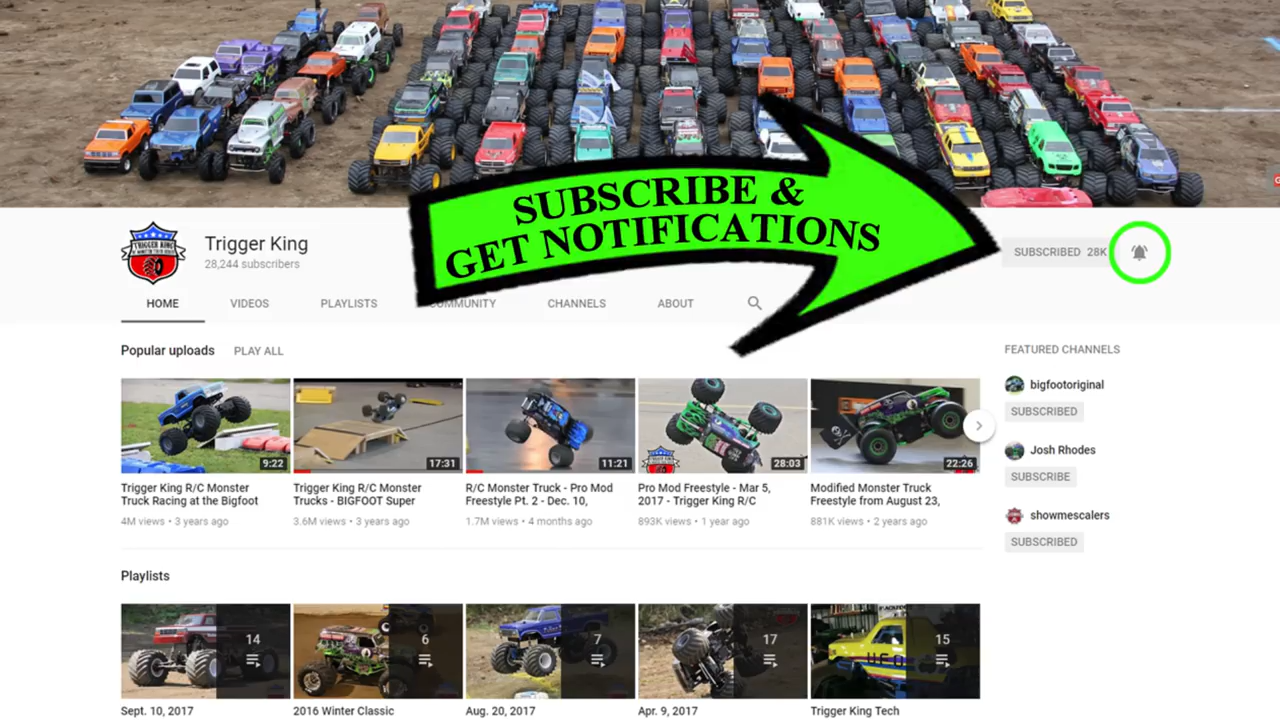 SUBSCRIBE &
GET NOTIFICATIONS
Trigger King
28,244 subscribers
SUBSCRIBED 28K
HOME VIDEOS PLAYLISTS COMMUNITY CHANNELS ABOUT
Popular uploads PLAY ALL
9:22
17:31
11:21
28:03
22:26
Trigger King R/C Monster
Truck Racing at the Bigfoot
4M views • 3 years ago
Trigger King R/C Monster
Trucks - BIGFOOT Super
3.6M views • 3 years ago
R/C Monster Truck - Pro Mod
Freestyle Pt. 2 - Dec. 10,
1.7M views • 4 months ago
Pro Mod Freestyle - Mar 5,
2017 - Trigger King R/C
893K views • 1 year ago
Modified Monster Truck
Freestyle from August 23,
881K views • 2 years ago
FEATURED CHANNELS
bigfootoriginal
SUBSCRIBED
Josh Rhodes
SUBSCRIBE
showmescalers
SUBSCRIBED
Playlists
14
6
7
17
15
UFO
Sept. 10, 2017
2016 Winter Classic
Aug. 20, 2017
Apr. 9, 2017
Trigger King Tech
TRIGGER KING